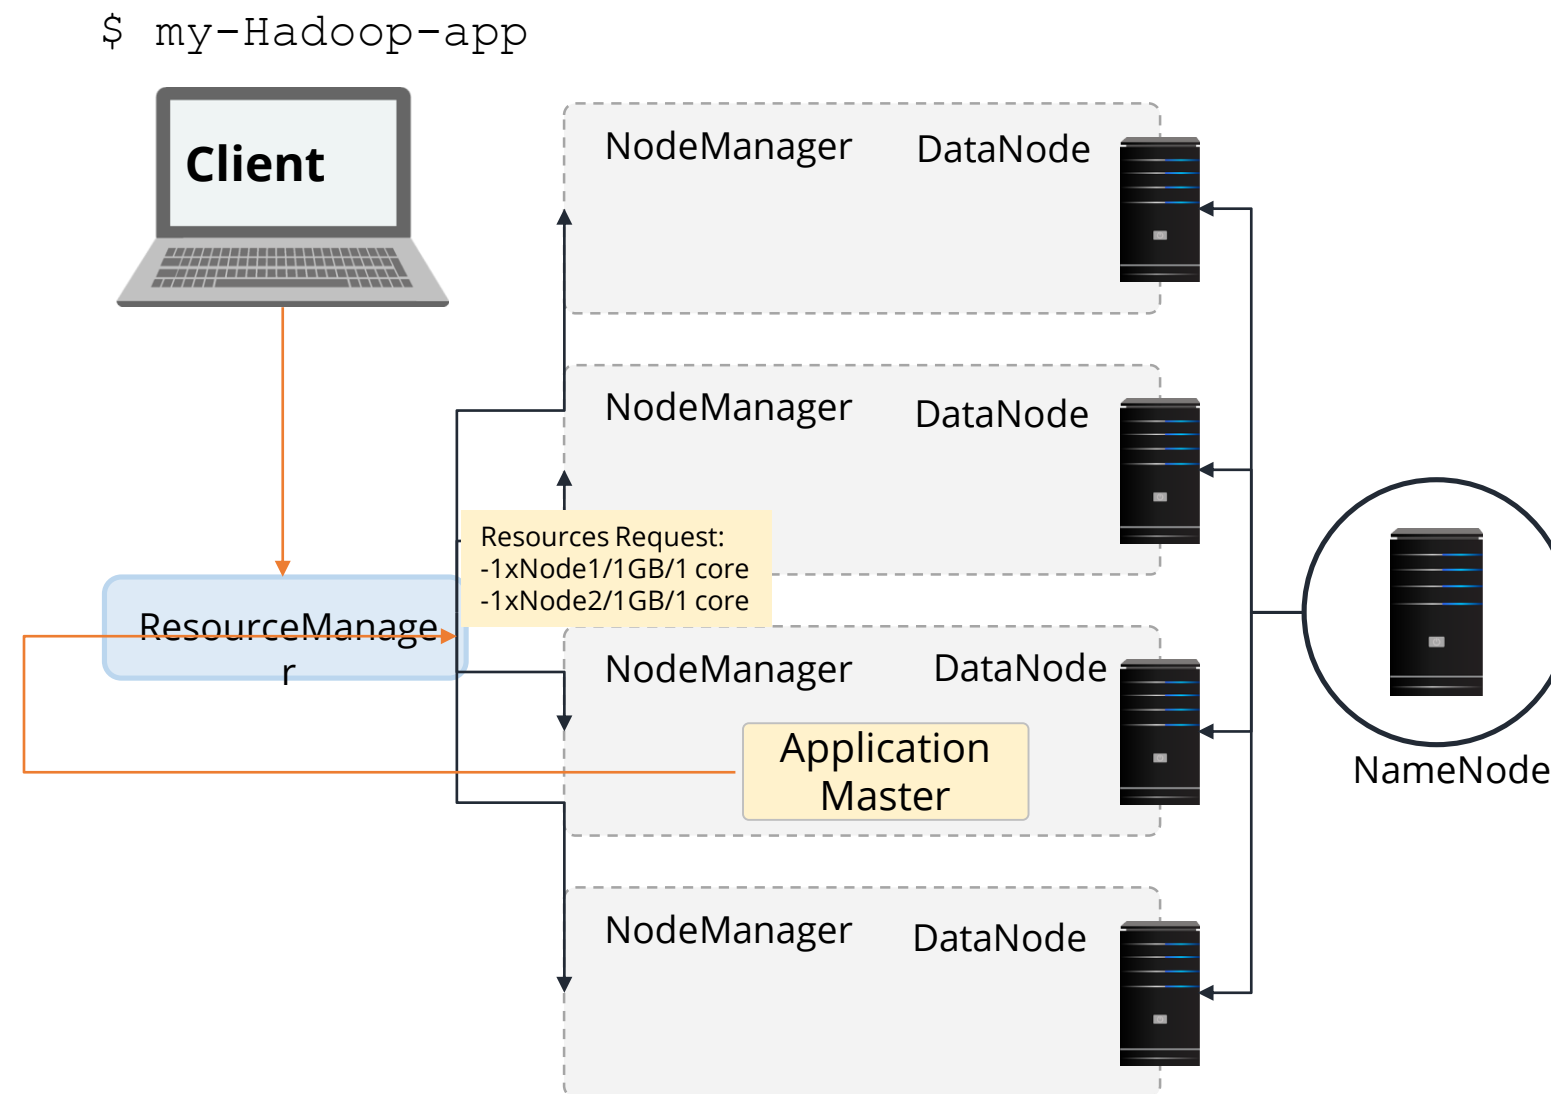 $ my-Hadoop-app
Client
NodeManager
DataNode
NodeManager
DataNode
Resources Request:
-1xNode1/1GB/1 core
-1xNode2/1GB/1 core
ResourceManage
r
NodeManager
DataNode
Application
Master
NameNode
NodeManager
DataNode